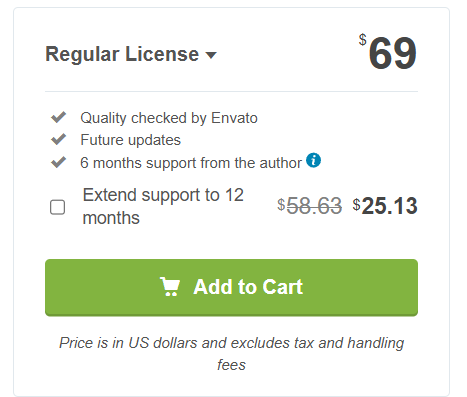 Regular License
$69
Quality checked by Envato
Future updates
6 months support from the author
Extend support to 12
months
$58.63 $25.13
Add to Cart
Price is in US dollars and excludes tax and handling
fees